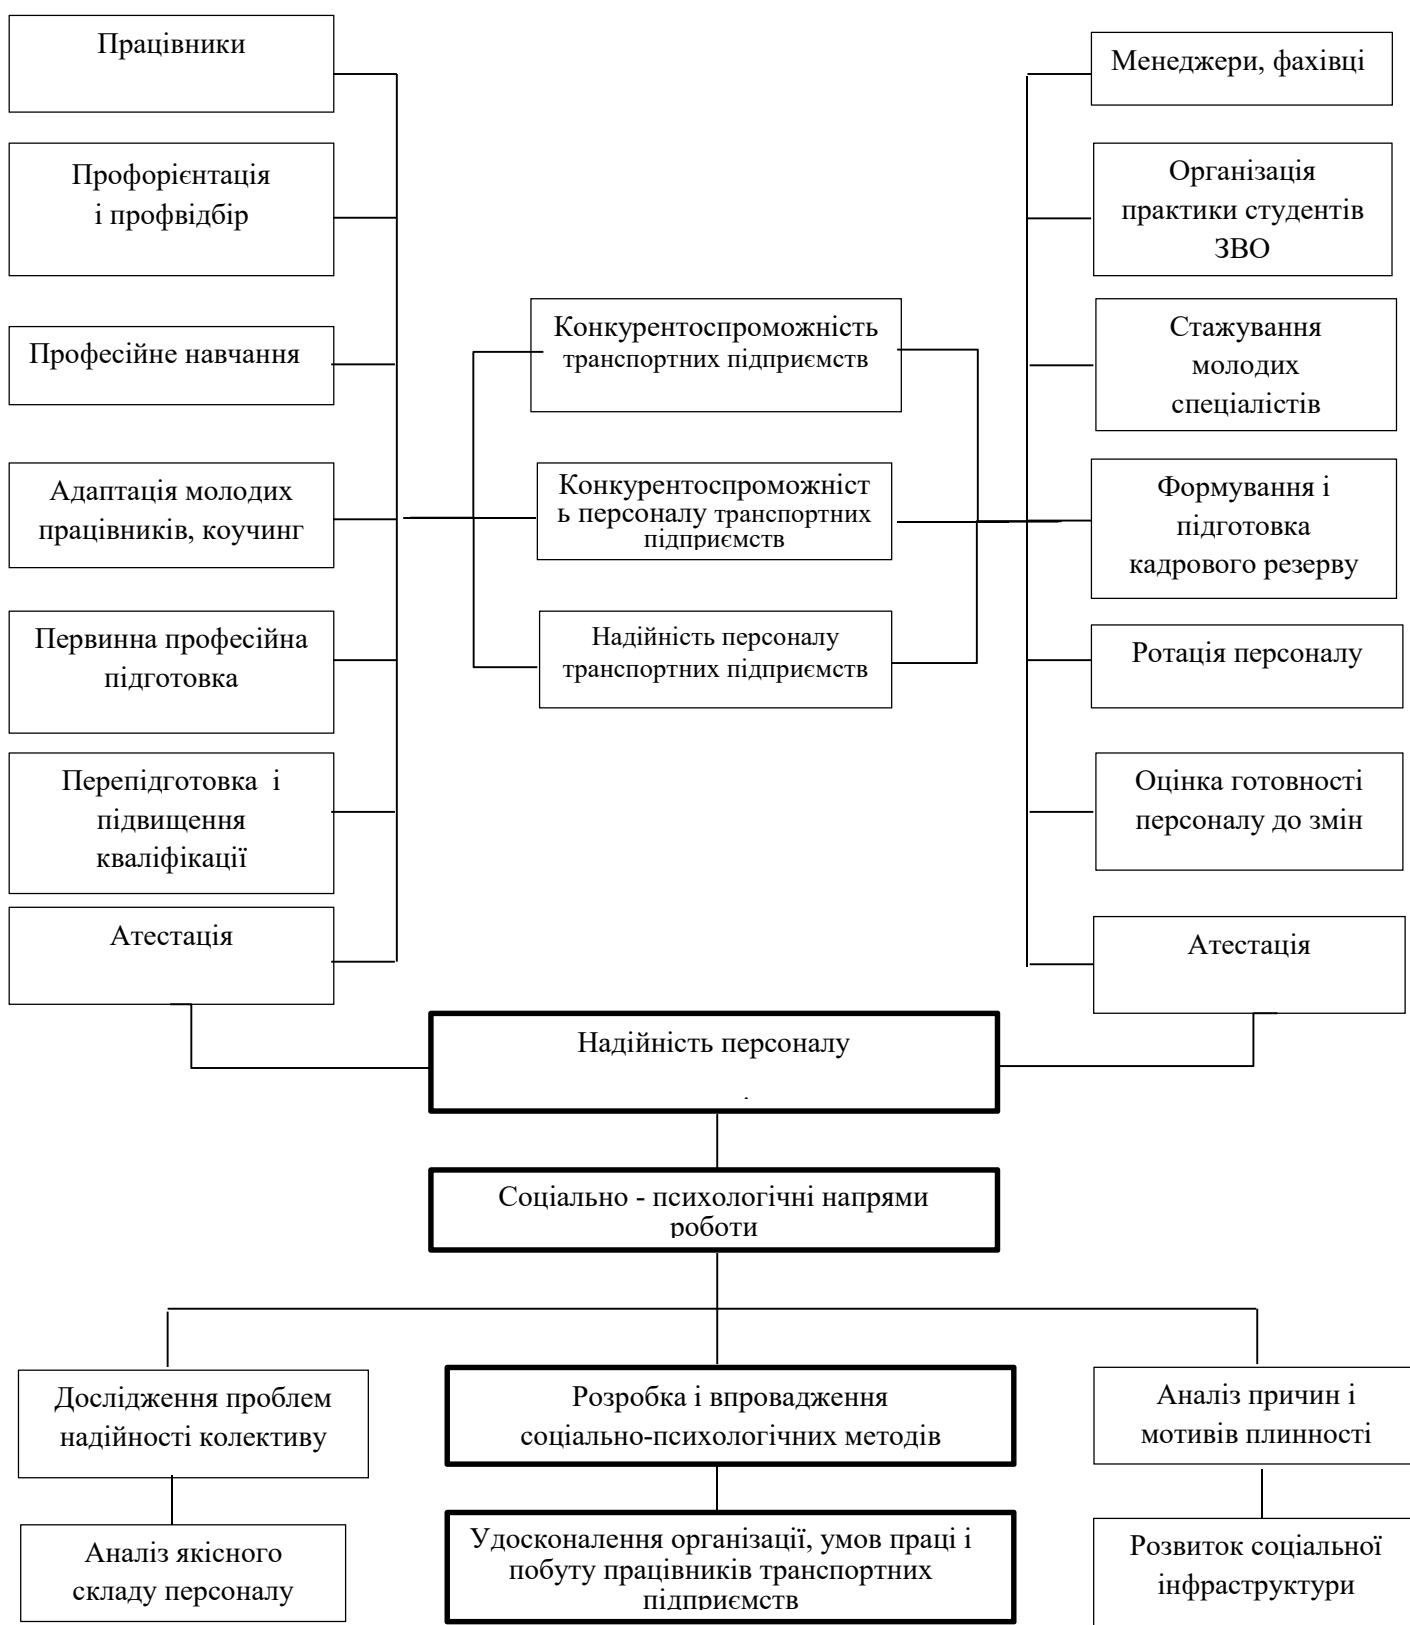 Працівники
Менеджери, фахівці
Профорієнтація
і профвідбір
Організація
практики студентів
ЗВО
Професійне навчання
Конкурентоспроможність
транспортних підприємств
Стажування
молодих
спеціалістів
Адаптація молодих
працівників, коучинг
Конкурентоспроможніст
ь персоналу транспортних
підприємств
Формування і
підготовка
кадрового резерву
Первинна професійна
підготовка
Надійність персоналу
транспортних підприємств
Ротація персоналу
Перепідготовка і
підвищення
кваліфікації
Оцінка готовності
персоналу до змін
Атестація
Атестація
Надійність персоналу
Соціально - психологічні напрями
роботи
Дослідження проблем
надійності колективу
Розробка і впровадження
соціально-психологічних методів
Аналіз причин і
мотивів плинності
Аналіз якісного
складу персоналу
Удосконалення організації, умов праці і
побуту працівників транспортних
підприємств
Розвиток соціальної
інфраструктури